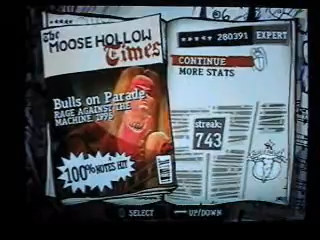 The
MOOSE HOLLOW
Times
Bulls on Parade
RAGE AGAINST THE
MACHINE 1996
100% NOTES HIT
280391 EXPERT
CONTINUE
MORE STATS
streak:
743
SELECT
UP/DOWN